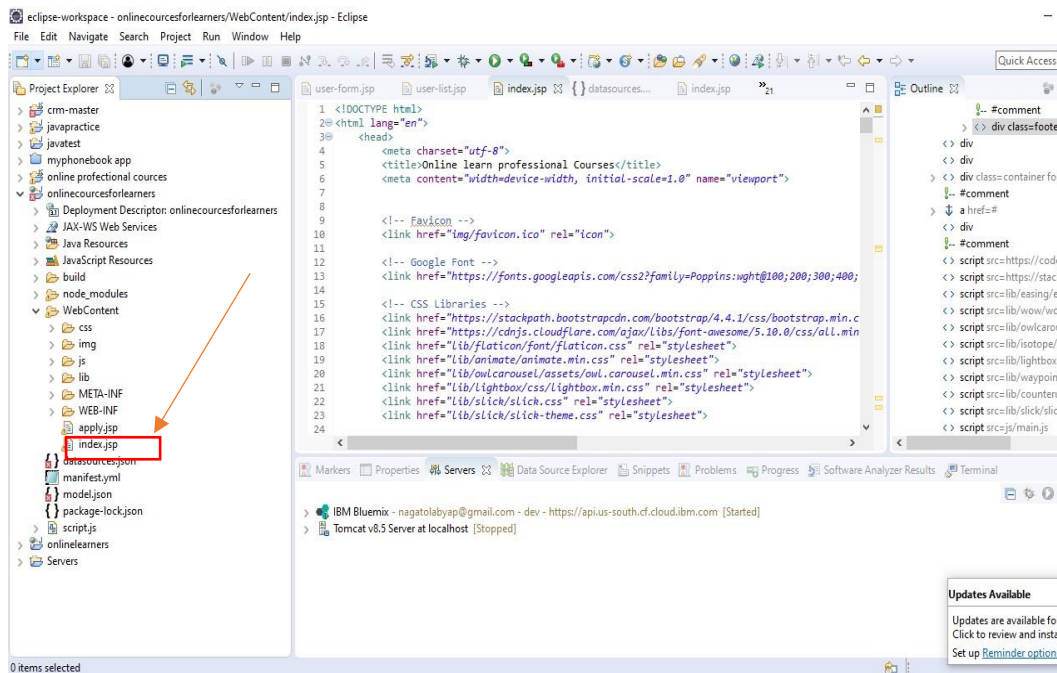 eclipse-workspace - onlinecourcesforlearners/WebContent/index.jsp - Eclipse
File Edit Navigate Search Project Run Window Help
Quick Access
Project Explorer
crm-master
javapractice
javatest
myphonebook app
online profectional cources
onlinecourcesforlearners
Deployment Descriptor: onlinecourcesforlearners
JAX-WS Web Services
Java Resources
JavaScript Resources
build
node_modules
WebContent
css
img
js
lib
META-INF
WEB-INF
apply.jsp
index.jsp
datasources.json
manifest.yml
model.json
package-lock.json
script.js
onlinelearners
Servers
user-form.jsp user-list.jsp index.jsp datasources.... index.jsp »21
1 <!DOCTYPE html>
2 <html lang="en">
3 <head>
4 <meta charset="utf-8">
5 <title>Online learn professional Courses</title>
6 <meta content="width=device-width, initial-scale=1.0" name="viewport">
7
8
9 <!-- Favicon -->
10 <link href="img/favicon.ico" rel="icon">
11
12 <!-- Google Font -->
13 <link href="https://fonts.googleapis.com/css2?family=Poppins:wght@100;200;300;400;
14
15 <!-- CSS Libraries -->
16 <link href="https://stackpath.bootstrapcdn.com/bootstrap/4.4.1/css/bootstrap.min.c
17 <link href="https://cdnjs.cloudflare.com/ajax/libs/font-awesome/5.10.0/css/all.min
18 <link href="lib/flaticon/font/flaticon.css" rel="stylesheet">
19 <link href="lib/animate/animate.min.css" rel="stylesheet">
20 <link href="lib/owlcarousel/assets/owl.carousel.min.css" rel="stylesheet">
21 <link href="lib/lightbox/css/lightbox.min.css" rel="stylesheet">
22 <link href="lib/slick/slick.css" rel="stylesheet">
23 <link href="lib/slick/slick-theme.css" rel="stylesheet">
24
Outline
#comment
div class=foote
div
div
div class=container fo
#comment
a href=#
div
#comment
script src=https://code
script src=https://stac
script src=lib/easing/e
script src=lib/wow/wo
script src=lib/owlcarou
script src=lib/isotope/
script src=lib/lightbox
script src=lib/waypoin
script src=lib/counteru
script src=lib/slick/slic
script src=js/main.js
Markers Properties Servers Data Source Explorer Snippets Problems Progress Software Analyzer Results Terminal
IBM Bluemix - nagatolabyap@gmail.com - dev - https://api.us-south.cf.cloud.ibm.com [Started]
Tomcat v8.5 Server at localhost [Stopped]
Updates Available
Updates are available fo
Click to review and insta
Set up Reminder option
0 items selected